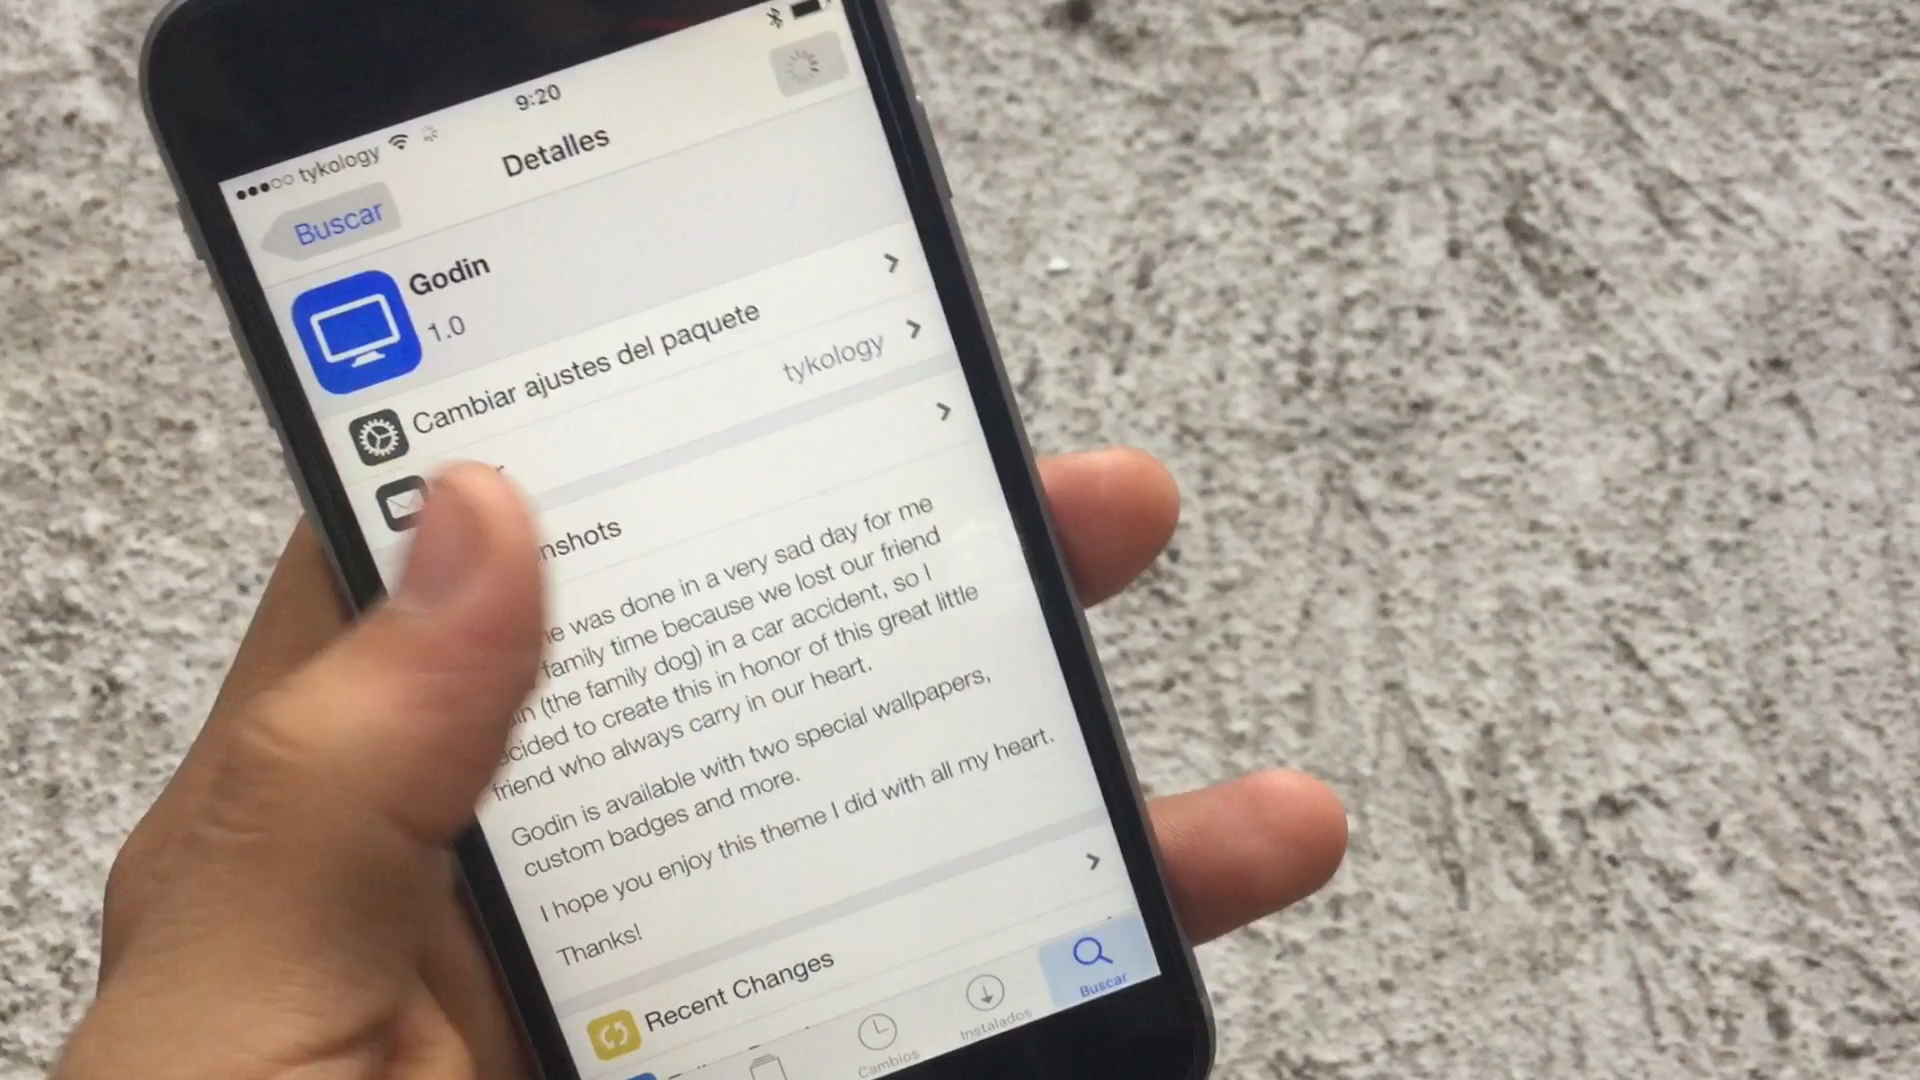 9:20
tykology
Detalles
Buscar
Godin
1.0
Cambiar ajustes del paquete
tykology
was done in a very sad day for me
family time because we lost our friend
(the family dog) in a car accident, so I
to create this in honor of this great little
friend who always carry in our heart.
Godin is available with two special wallpapers,
custom badges and more.
I hope you enjoy this theme I did with all my heart.
Thanks!
Recent Changes
Cambios
Instalados
Buscar